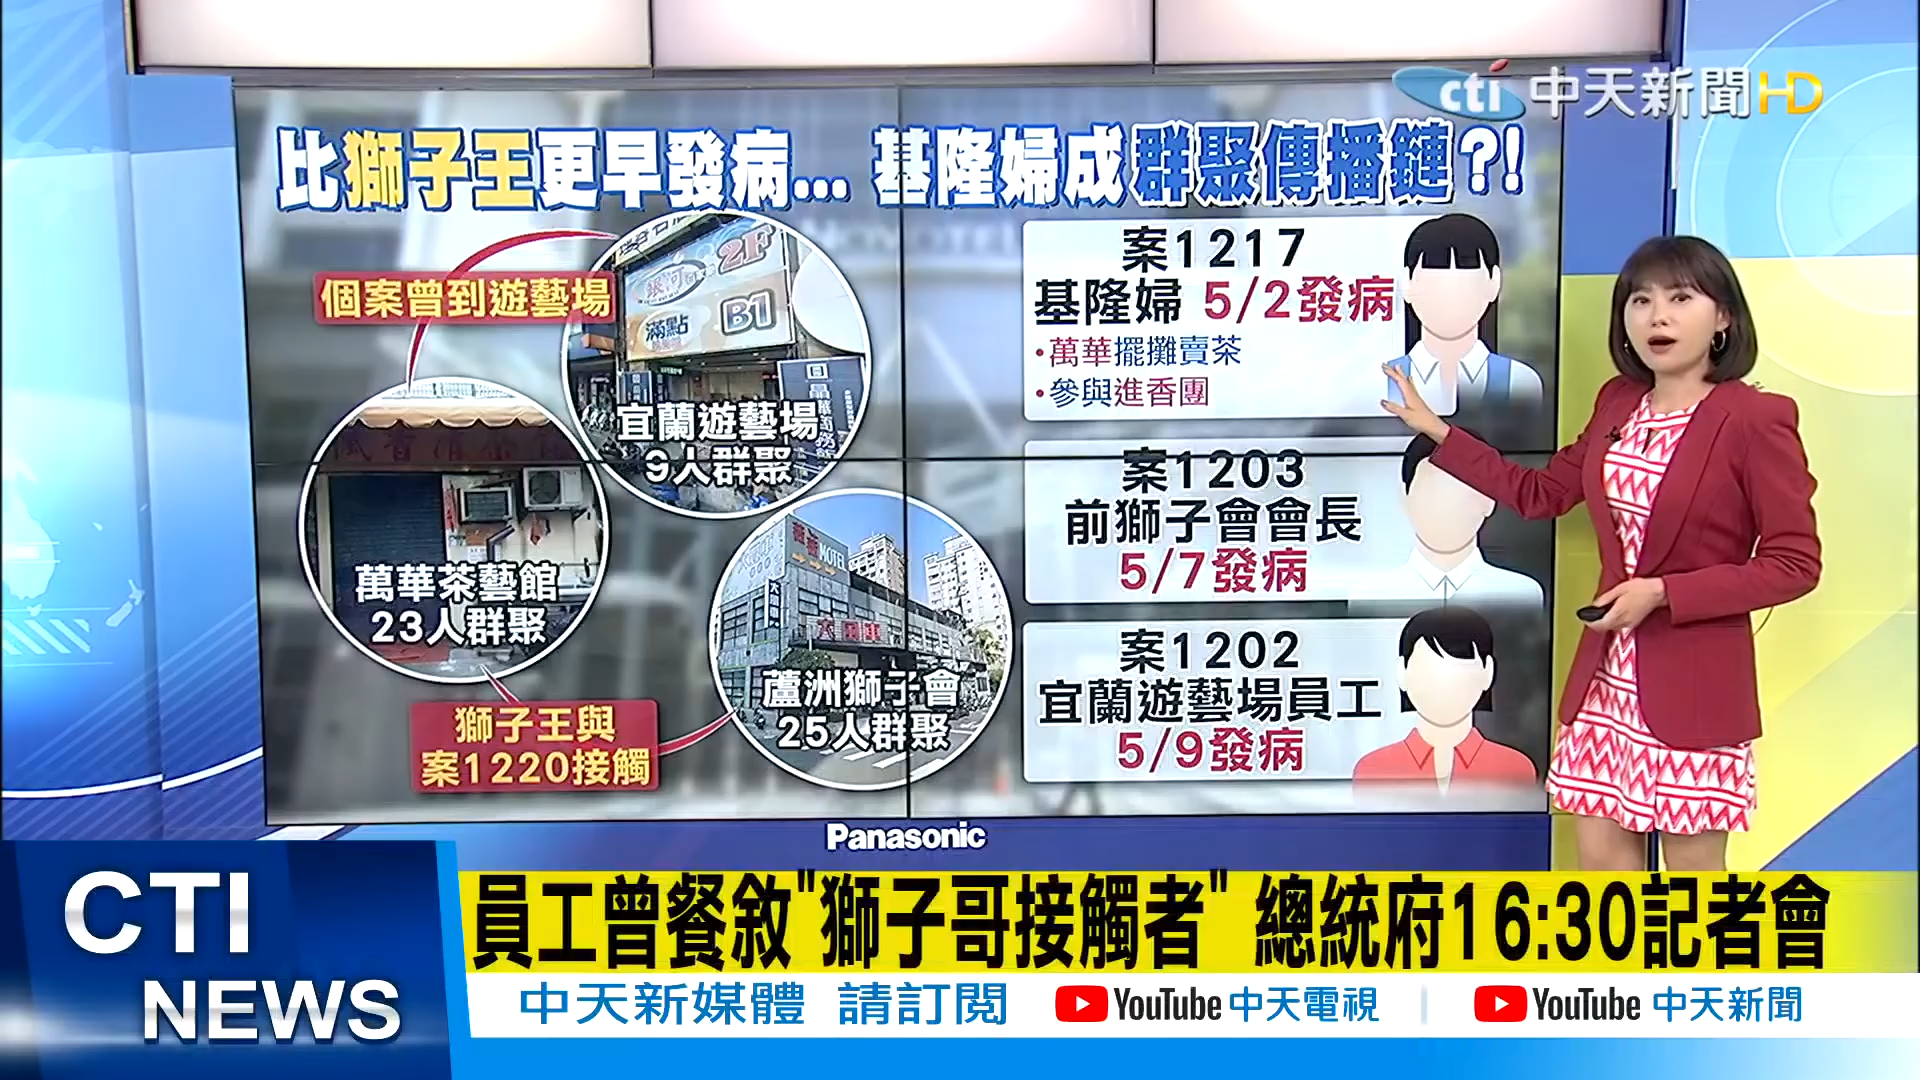 cti 中天新聞HD
比獅子王更早發病... 基隆婦成群聚傳播鏈?!
個案曾到遊藝場
2F
銀河
滿點
B1
宜蘭遊藝場
9人群聚
萬華茶藝館
23人群聚
MOTEL
蘆洲獅子會
25人群聚
獅子王與
案1220接觸
案1217
基隆婦 5/2發病
•萬華擺攤賣茶
•參與進香團
案1203
前獅子會會長
5/7發病
案1202
宜蘭遊藝場員工
5/9發病
Panasonic
CTI
NEWS
員工曾餐敘"獅子哥接觸者" 總統府16:30記者會
中天新媒體 請訂閱 YouTube 中天電視 | YouTube 中天新聞